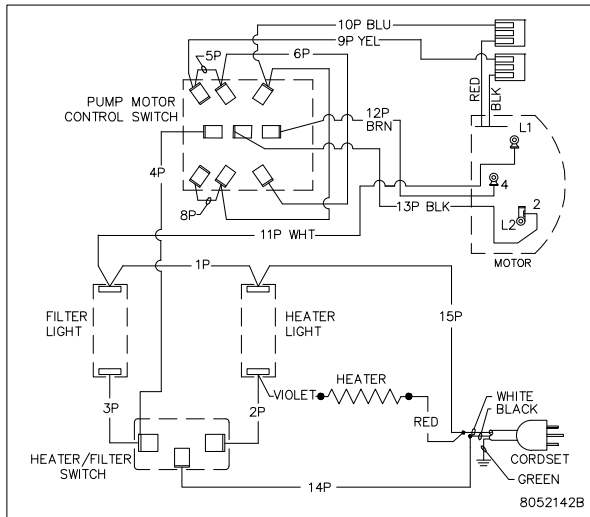 10P BLU
9P YEL
5P
6P
PUMP MOTOR
CONTROL SWITCH
12P
BRN
RED
BLK
L1
4P
4
2
8P
13P BLK
L2
11P WHT
MOTOR
1P
FILTER
LIGHT
HEATER
LIGHT
15P
VIOLET
HEATER
WHITE
BLACK
3P
2P
RED
HEATER/FILTER
SWITCH
CORDSET
GREEN
14P
8052142B